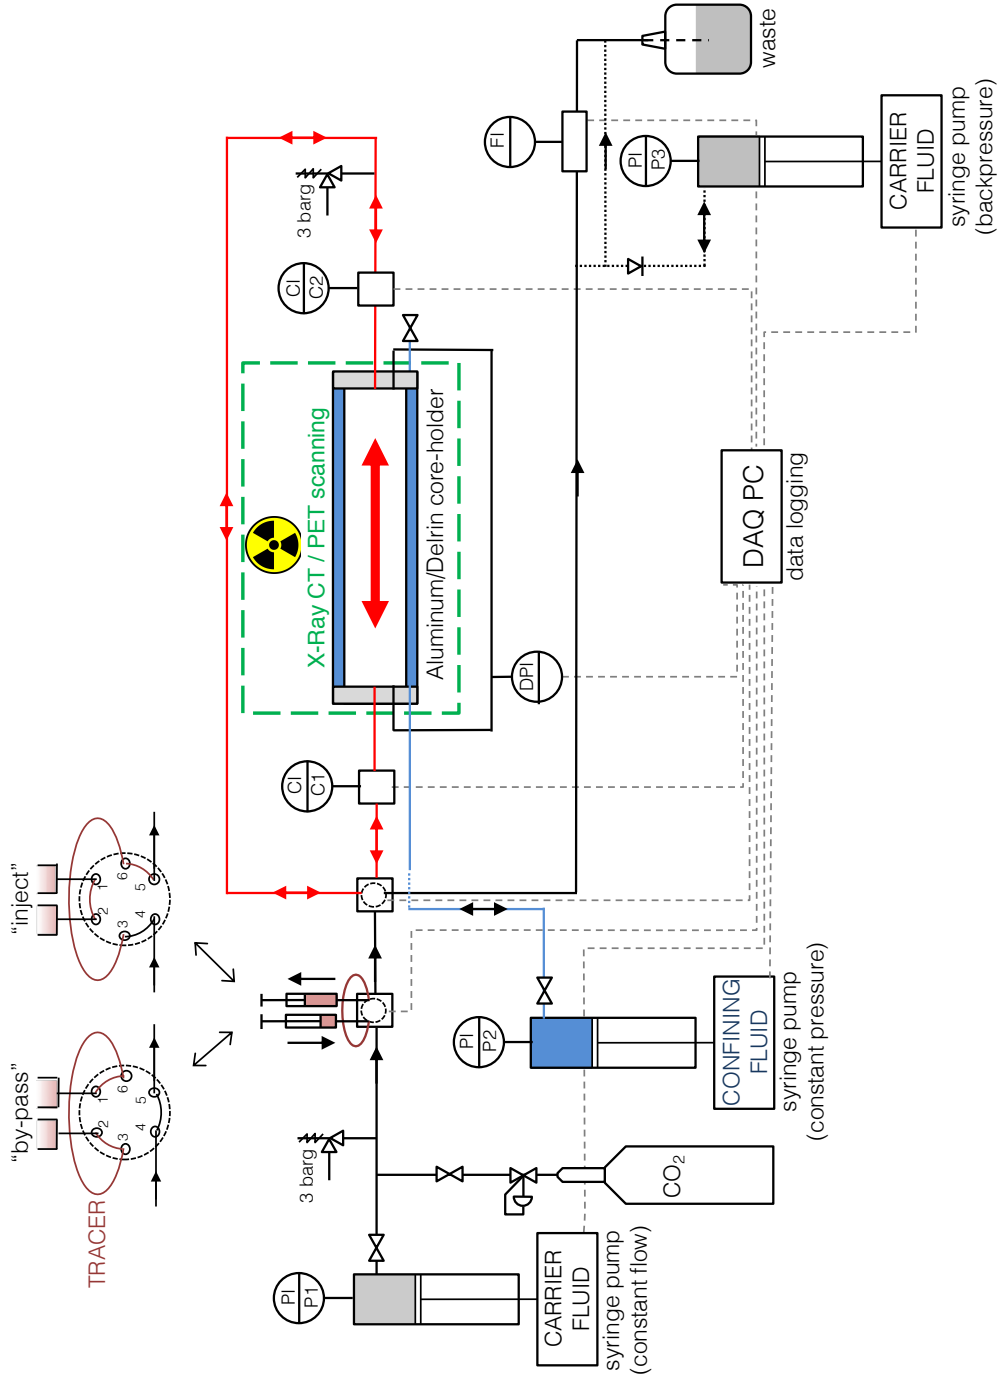 TRACER
“by-pass”
1
2
3
4
5
6
“inject”
1
2
3
4
5
6
PI
P1
CARRIER
FLUID
syringe pump
(constant flow)
3 barg
CO2
PI
P2
CONFINING
FLUID
syringe pump
(constant pressure)
CI
C1
X-Ray CT / PET scanning
Aluminum/Delrin core-holder
DPI
CI
C2
3 barg
DAQ PC
data logging
FI
PI
P3
CARRIER
FLUID
syringe pump
(backpressure)
waste